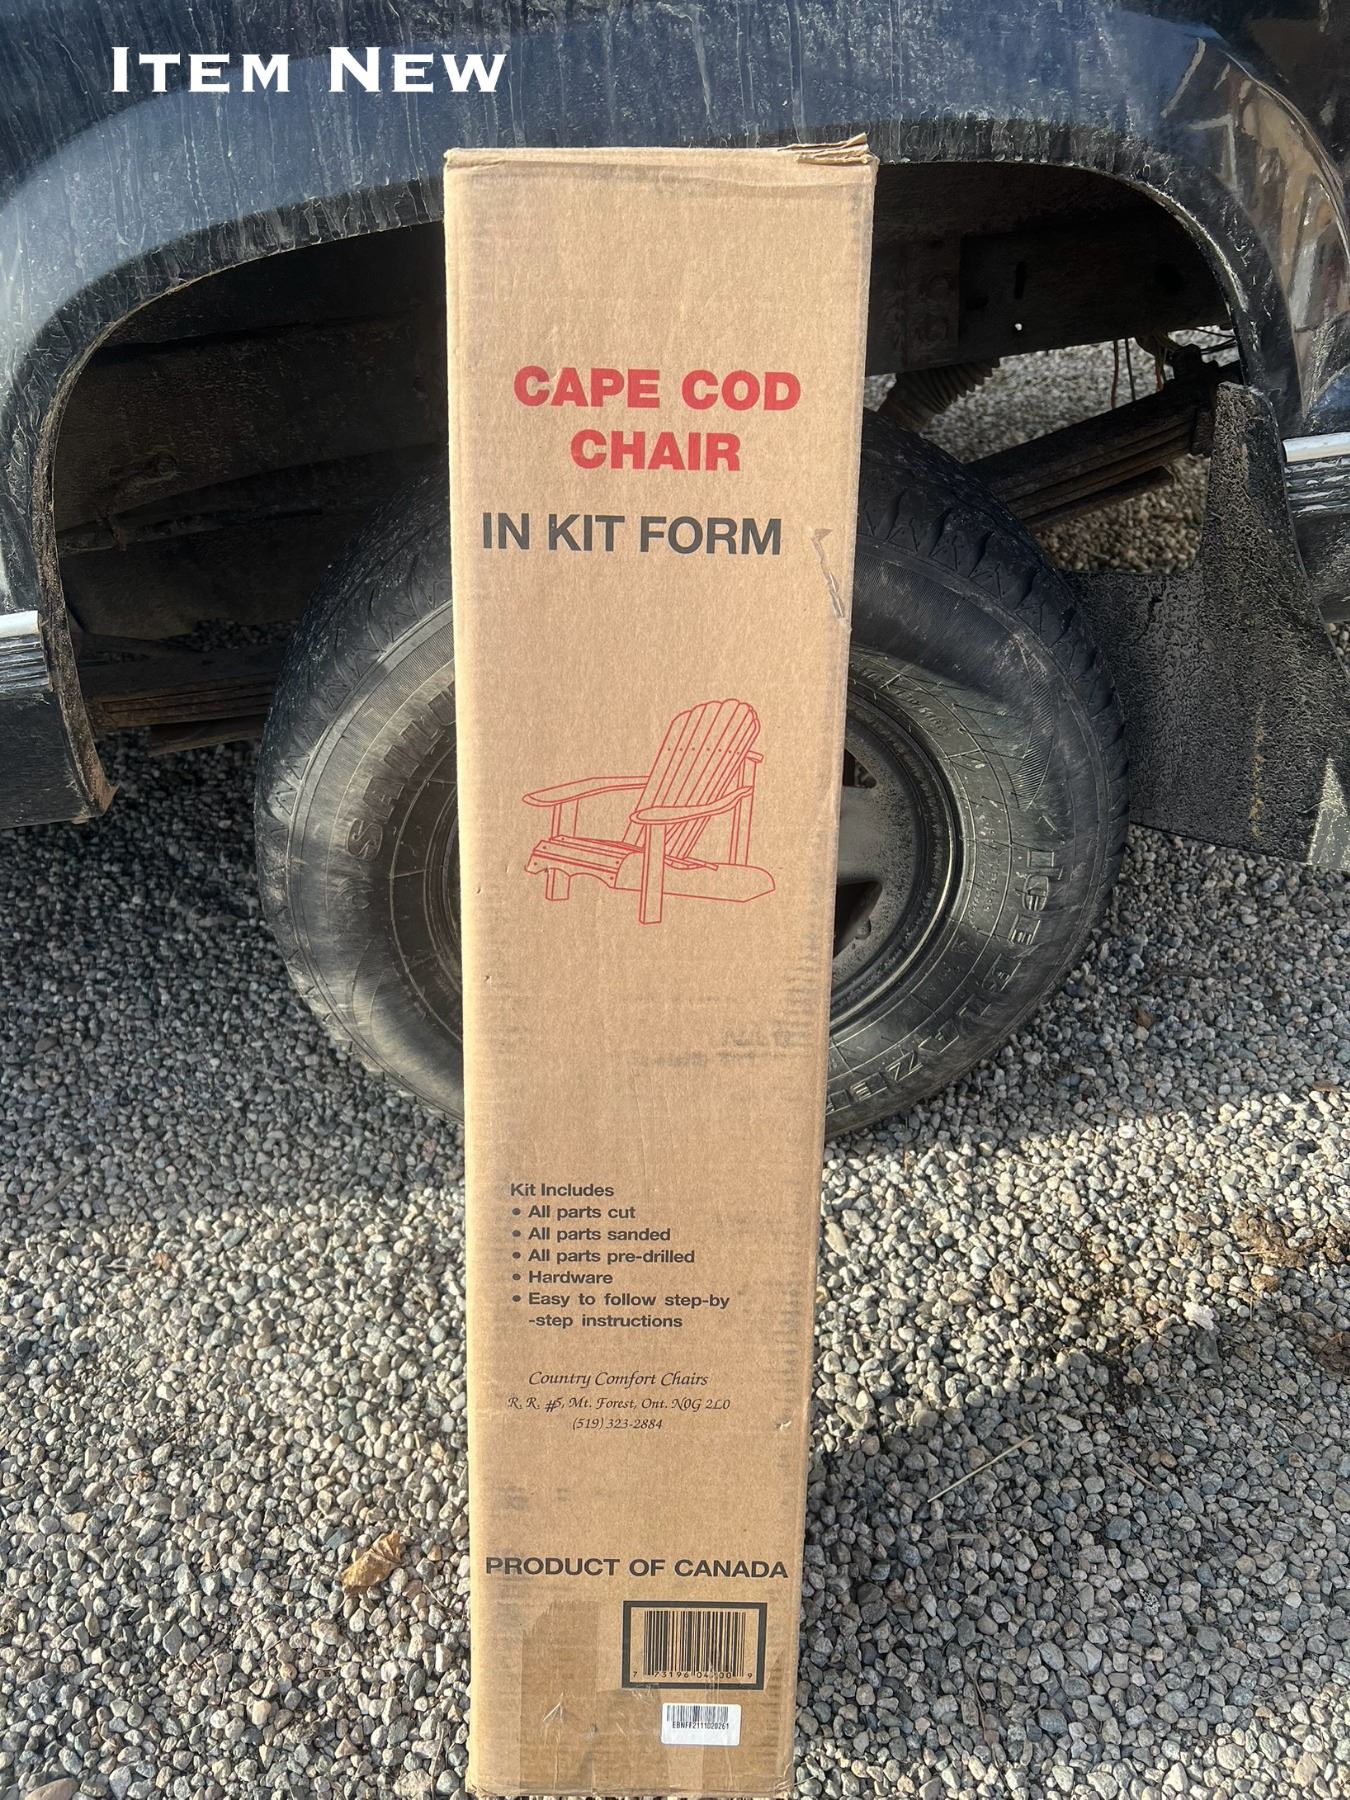 Item New
CAPE COD
CHAIR
IN KIT FORM
Kit Includes
• All parts cut
• All parts sanded
• All parts pre-drilled
• Hardware
• Easy to follow step-by
-step instructions
Country Comfort Chairs
R. R. #5, Mt. Forest, Ont. N0G 2L0
(519) 323-2884
PRODUCT OF CANADA
EBNFF2111020261